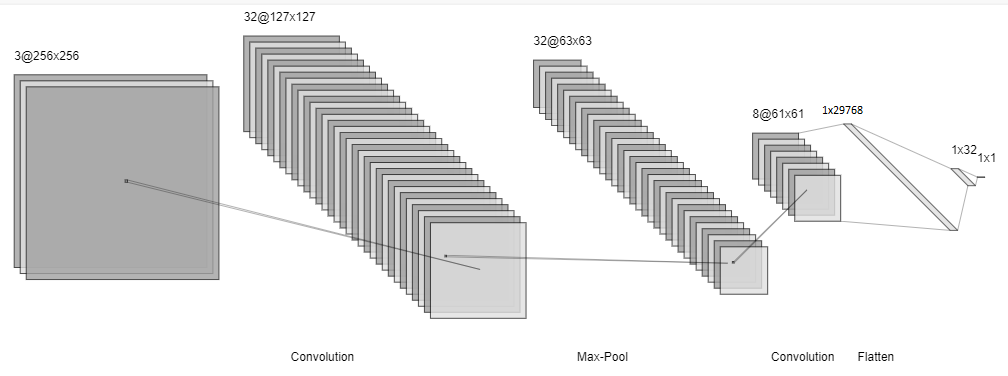 3@256x256
32@127x127
32@63x63
8@61x61
1x29768
1x32
1x1
Convolution
Max-Pool
Convolution
Flatten